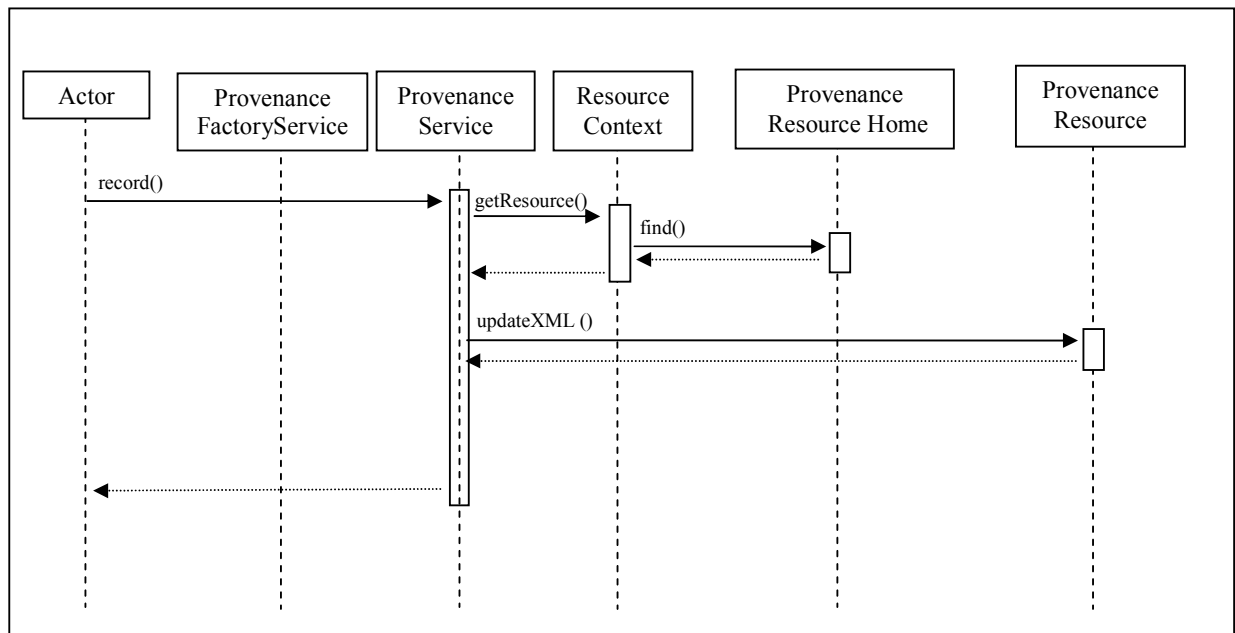 Actor
Provenance
FactoryService
Provenance
Service
Resource
Context
Provenance
Resource Home
Provenance
Resource
record()
getResource()
find()
updateXML ()